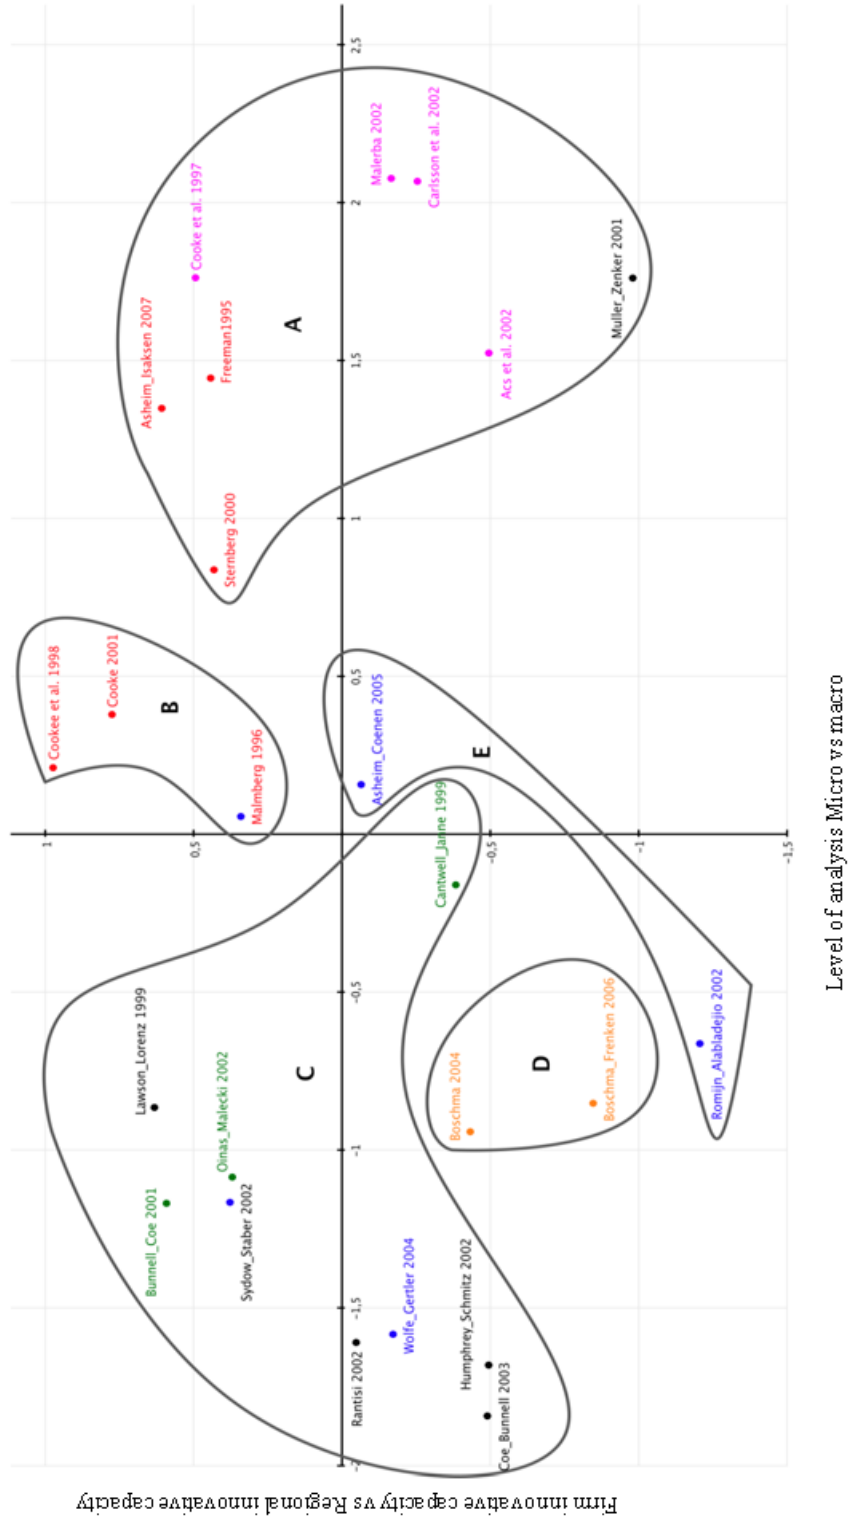 2,5
Malerba 2002
Carlsson et al. 2002
2
Cooke et al. 1997
Muller_Zenker 2001
A
Asheim_Isaksen 2007
Freeman1995
Acs et al. 2002
1,5
1
Sternberg 2000
Cookee et al. 1998
Cooke 2001
B
Malmberg 1996
0,5
Asheim_Coenen 2005
E
1
0,5
-0,5
-1
-1,5
Cantwell_Janne 1999
-0,5
Lawson_Lorenz 1999
C
Oinas_Malecki 2002
Bunnell_Coe 2001
Sydow_Staber 2002
D
Boschma 2004
Boschma_Frenken 2006
Romijn_Alabladejio 2002
-1
-1,5
Wolfe_Gertler 2004
Rantisi 2002
Humphrey_Schmitz 2002
Coe_Bunnell 2003
-2
Level of analysis Micro vs macro
Firm innovative capacity vs Regional innovative capacity